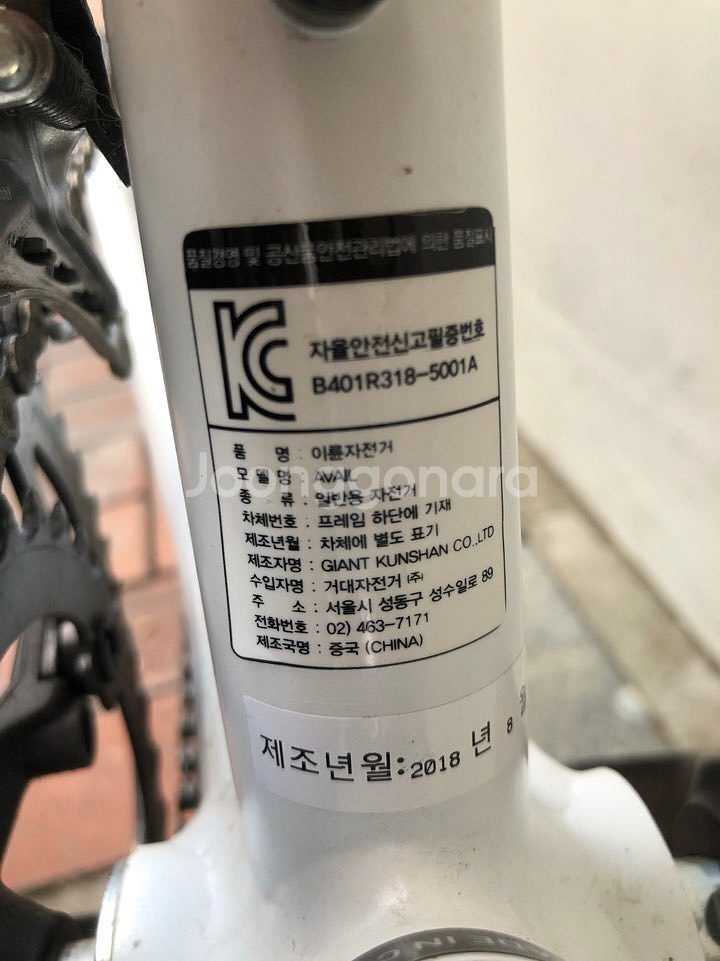 품질경영 및 공산품안전관리법에 의한 품질표시
자율안전신고필증번호
B401R318-5001A
품 명 : 이륜자전거
모 델 명 : AVAIL
종 류 : 일반용 자전거
차체번호 : 프레임 하단에 기재
제조년월 : 차체에 별도 표기
제조자명 : GIANT KUNSHAN CO.,LTD
수입자명 : 거대자전거 (주)
주 소 : 서울시 성동구 성수일로 89
전화번호 : 02) 463-7171
제조국명 : 중국 (CHINA)
Joonggonara
제조년월: 2018 년 8 월